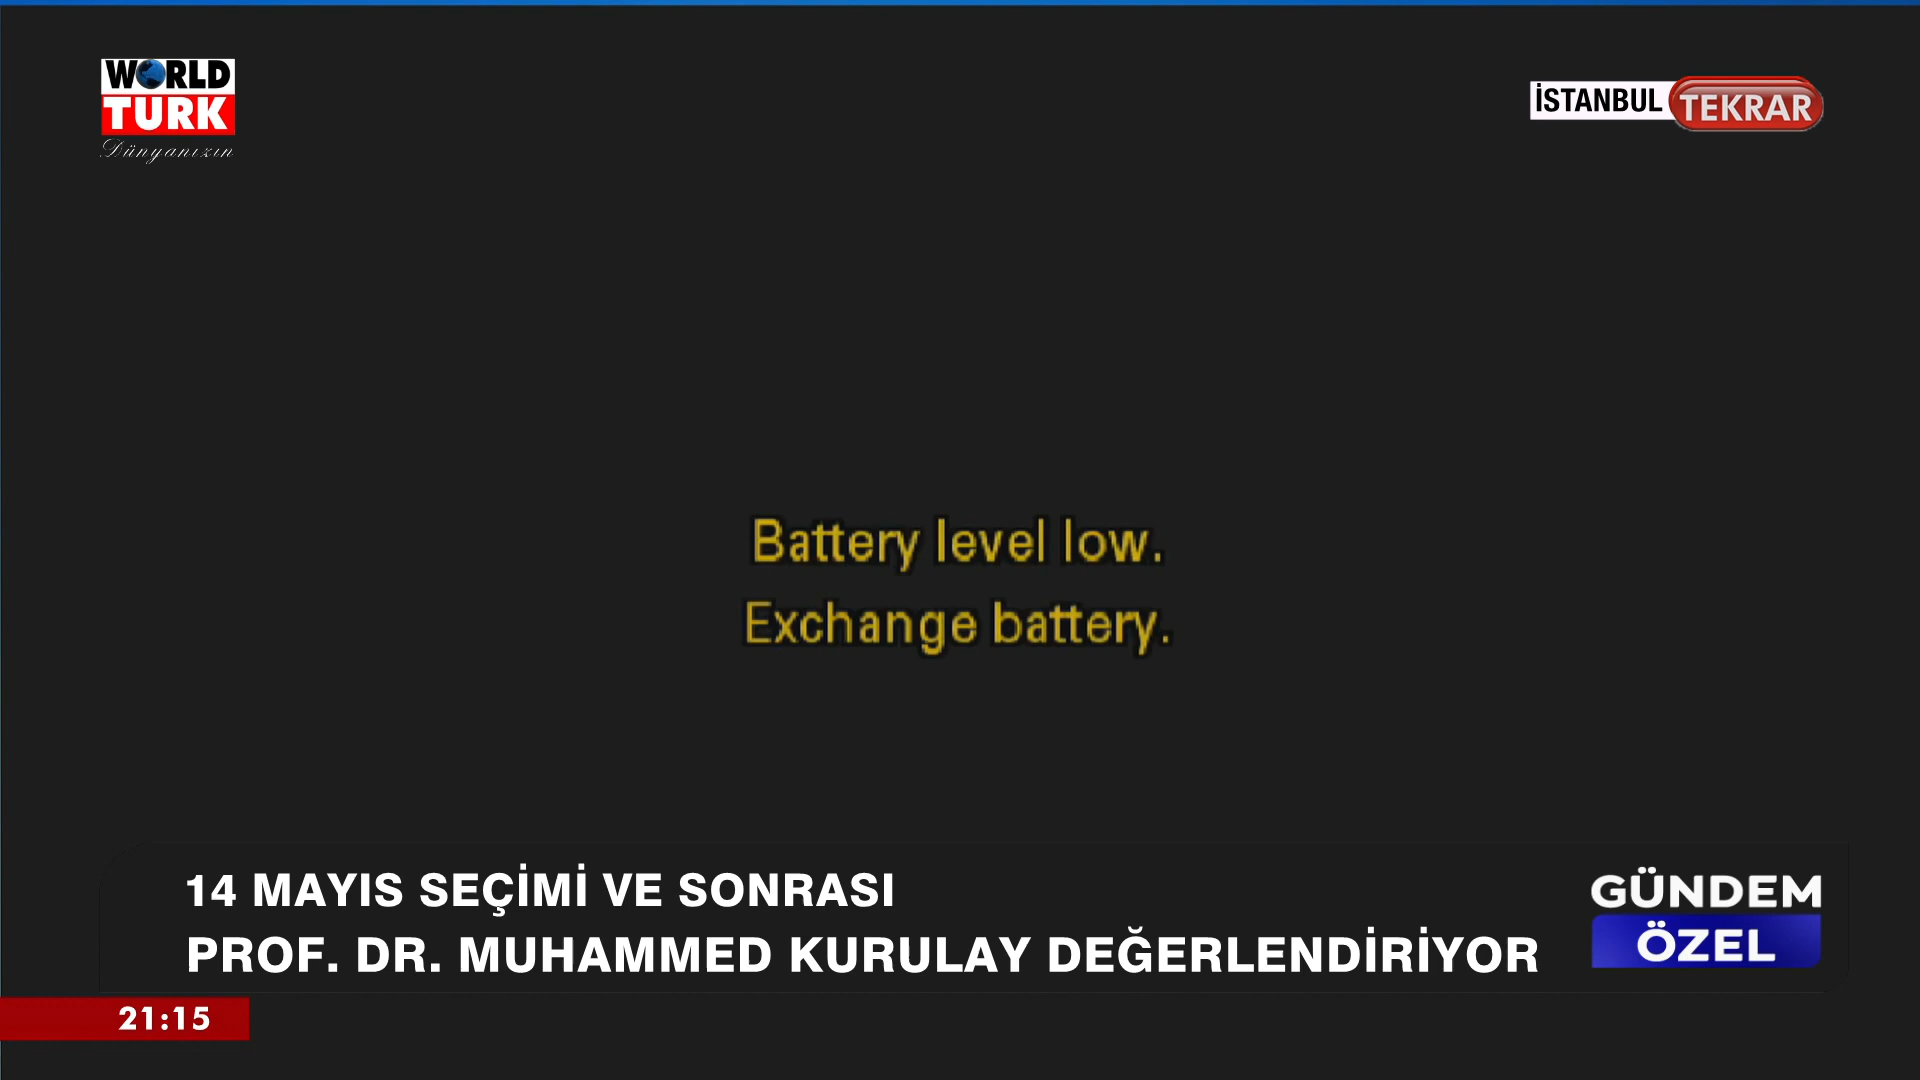 WORLD
TURK
Dünyanızın
İSTANBUL TEKRAR
Battery level low.
Exchange battery.
14 MAYIS SEÇİMİ VE SONRASI
PROF. DR. MUHAMMED KURULAY DEĞERLENDİRİYOR
GÜNDEM
ÖZEL
21:15